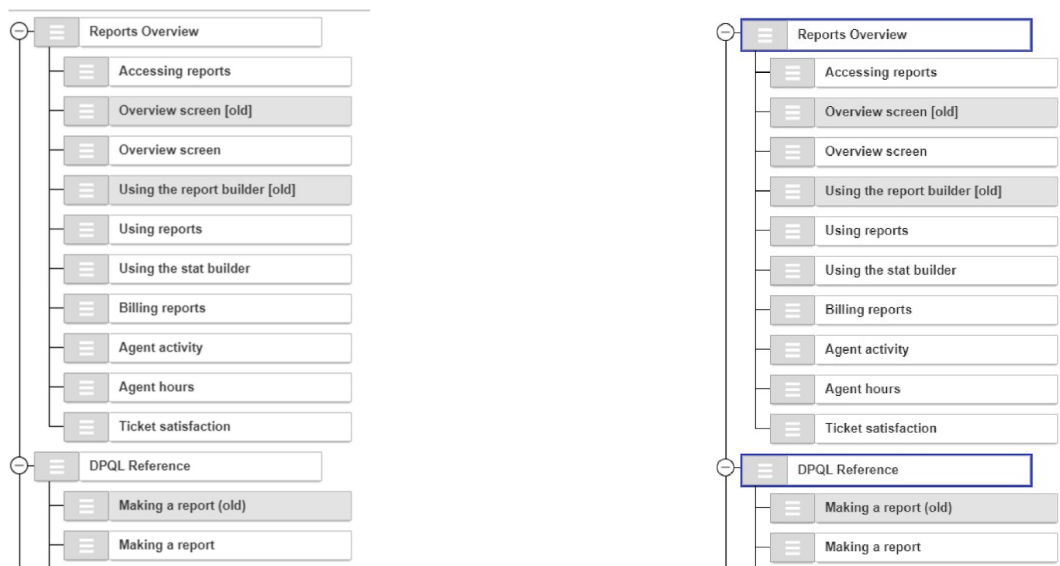 Reports Overview
Accessing reports
Overview screen [old]
Overview screen
Using the report builder [old]
Using reports
Using the stat builder
Billing reports
Agent activity
Agent hours
Ticket satisfaction
DPQL Reference
Making a report (old)
Making a report
Reports Overview
Accessing reports
Overview screen [old]
Overview screen
Using the report builder [old]
Using reports
Using the stat builder
Billing reports
Agent activity
Agent hours
Ticket satisfaction
DPQL Reference
Making a report (old)
Making a report